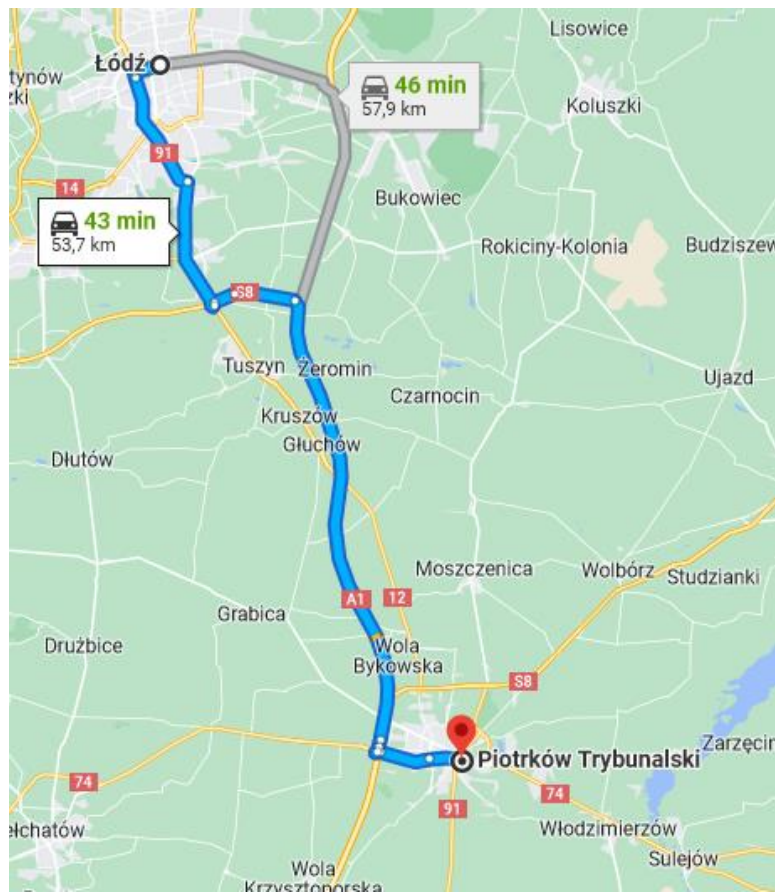 Lisowice
Łódź
tynów
zki
46 min
57,9 km
Koluszki
91
14
Bukowiec
43 min
53,7 km
Rokiciny-Kolonia
Budziszew
S8
Tuszyn
Żeromin
Ujazd
Czarnocin
Kruszów
Głuchów
Dłutów
Moszczenica
Wolbórz
Studzianki
A1
12
Grabica
Drużbice
Wola
Bykowska
S8
Zarzęcin
Piotrków Trybunalski
74
91
74
ełchatów
Włodzimierzów
Sulejów
Wola
Krzysztoporska